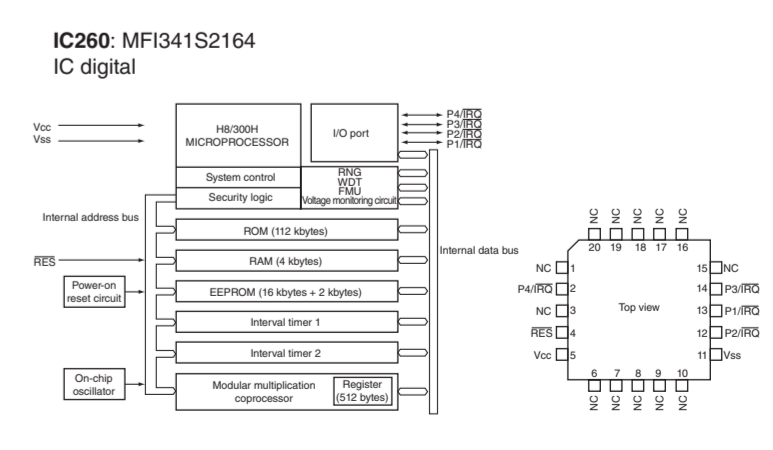 IC260: MFI341S2164
IC digital
Vcc
Vss
H8/300H
MICROPROCESSOR
I/O port
P4/IRQ
P3/IRQ
P2/IRQ
P1/IRQ
System control
Security logic
RNG
WDT
FMU
Voltage monitoring circuit
Internal address bus
ROM (112 kbytes)
Internal data bus
RES
RAM (4 kbytes)
Power-on
reset circuit
EEPROM (16 kbytes + 2 kbytes)
Interval timer 1
Interval timer 2
On-chip
oscillator
Modular multiplication
coprocessor
Register
(512 bytes)
NC NC NC NC NC
20 19 18 17 16
NC 1
15 NC
P4/IRQ 2
14 P3/IRQ
NC 3
Top view
13 P1/IRQ
RES 4
12 P2/IRQ
Vcc 5
11 Vss
6 7 8 9 10
NC NC NC NC NC